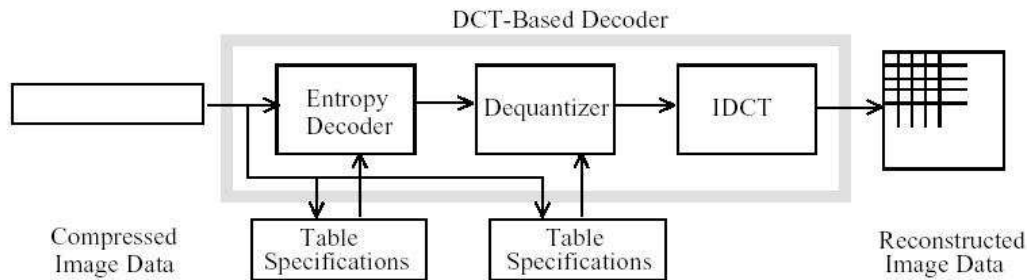 DCT-Based Decoder
Entropy
Decoder
Dequantizer
IDCT
Compressed
Image Data
Table
Specifications
Table
Specifications
Reconstructed
Image Data